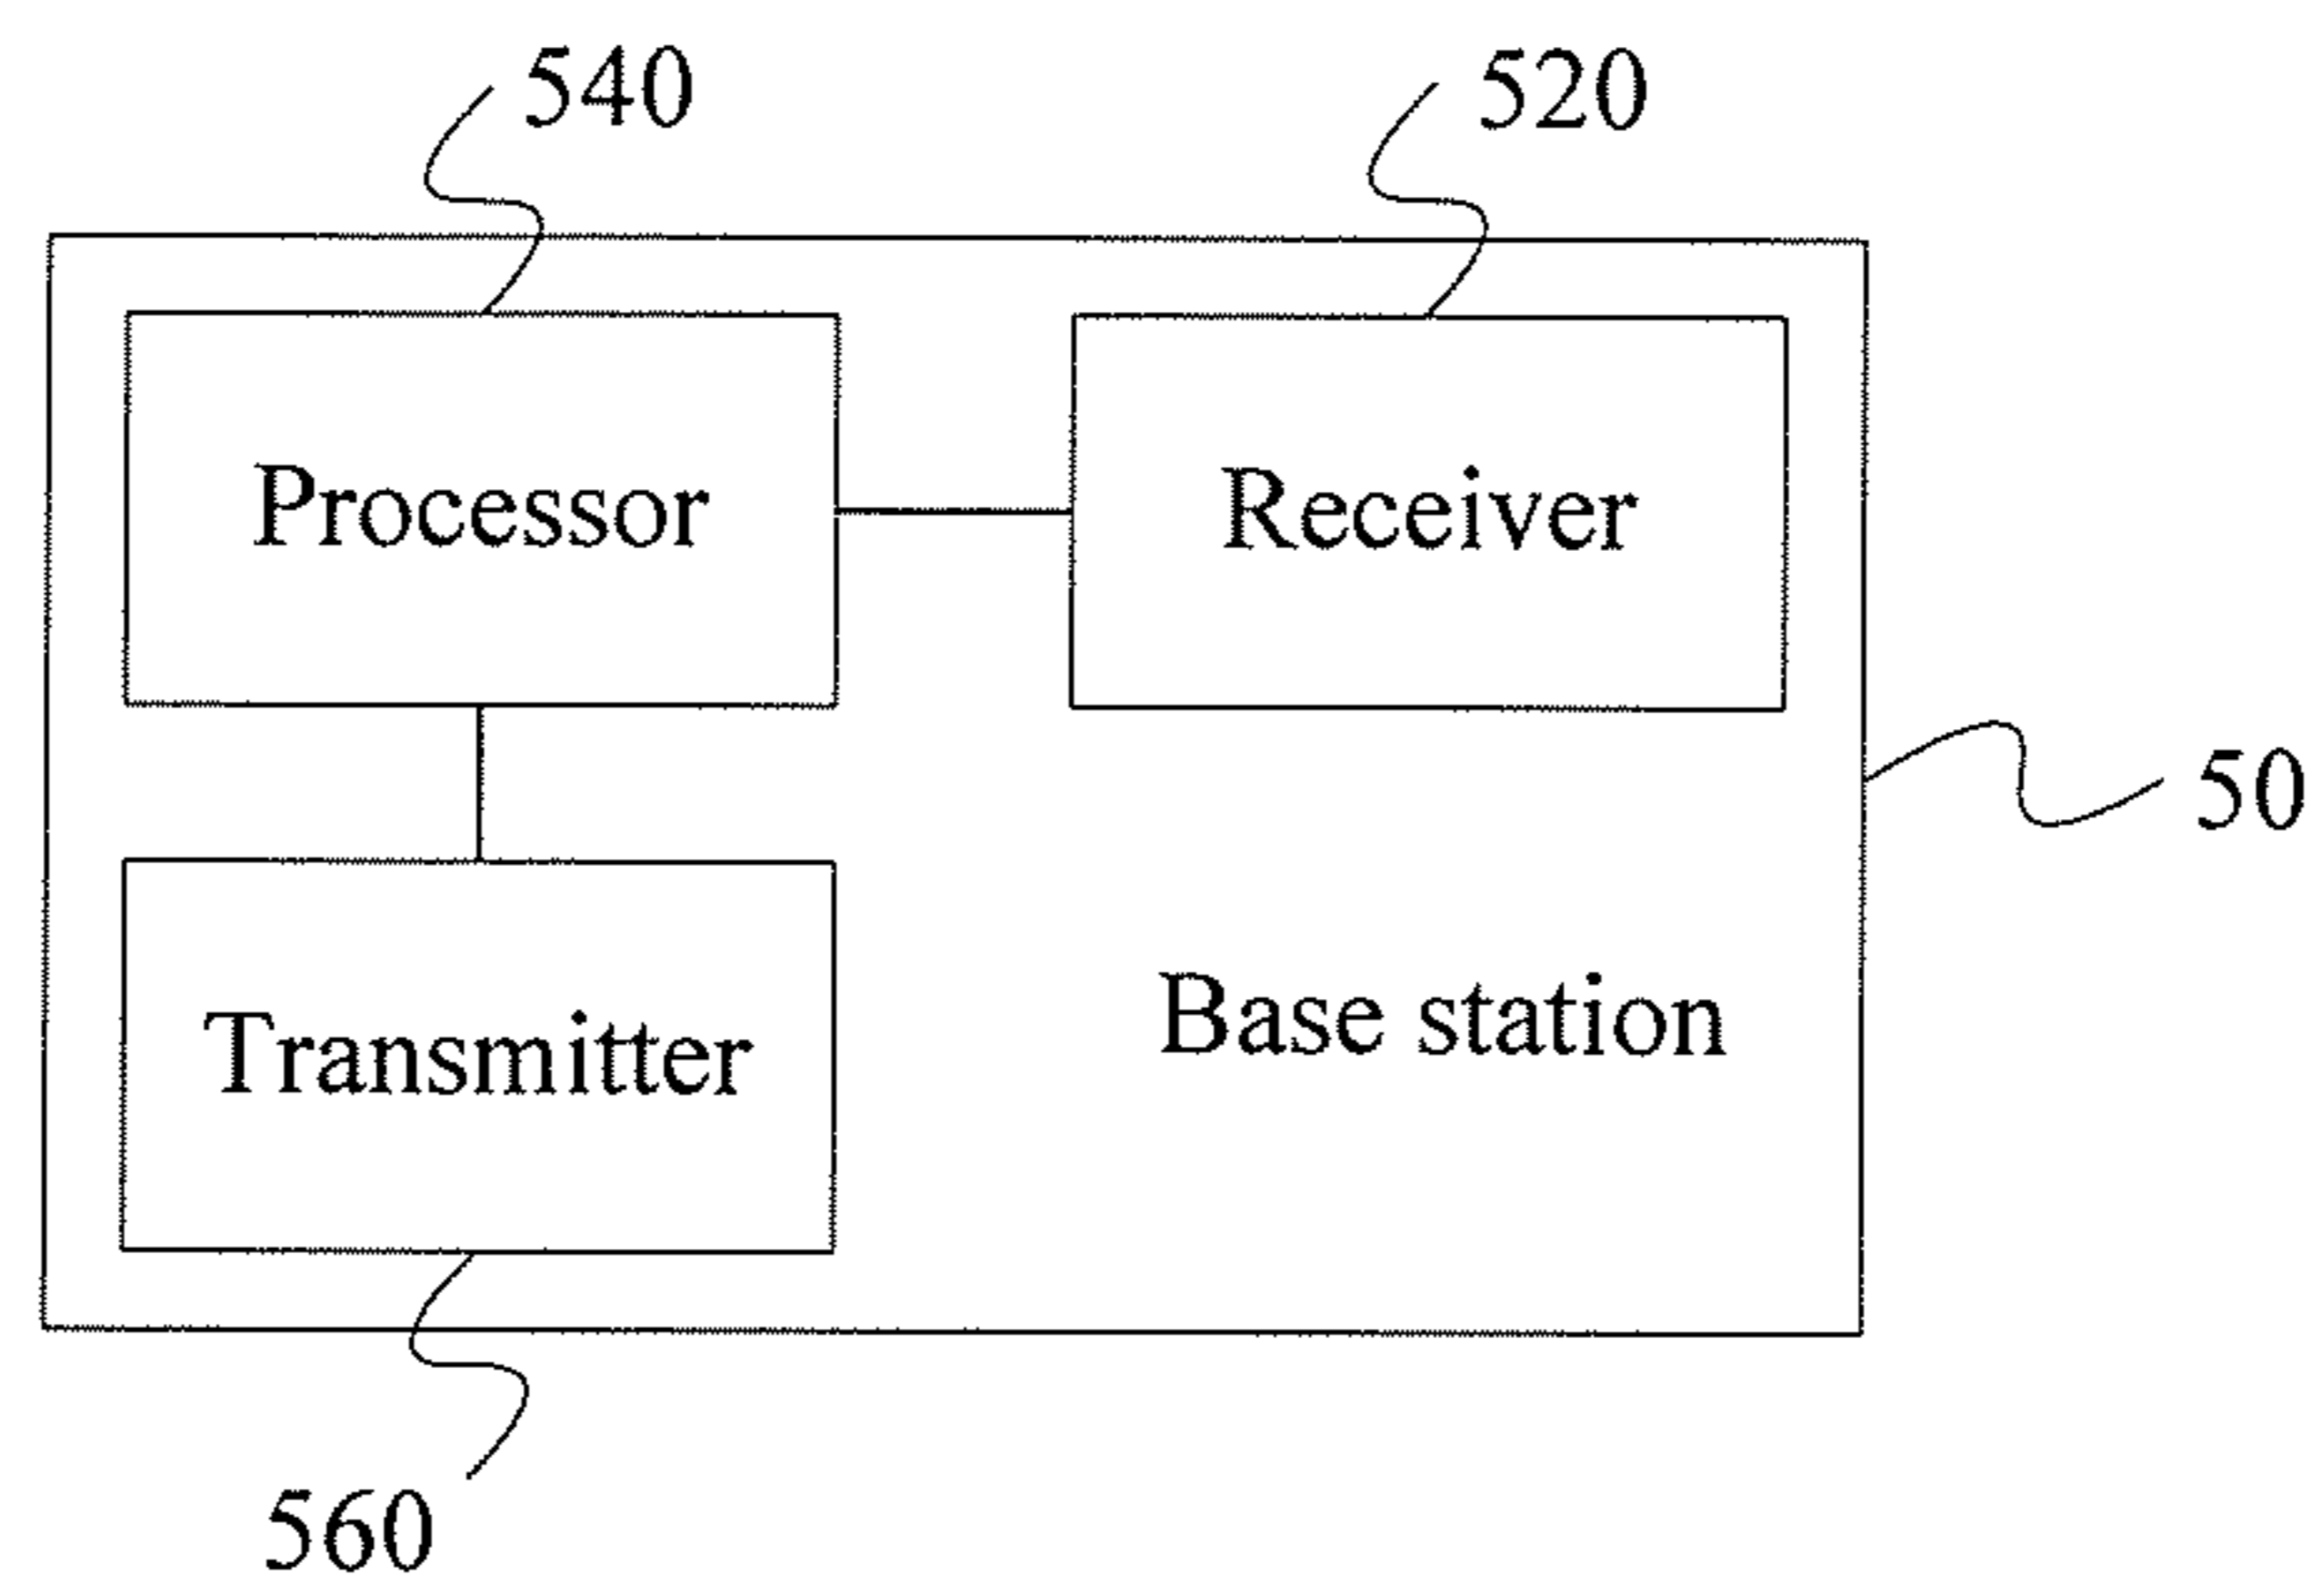 540
520
Processor
Receiver
50
Transmitter
Base station
560